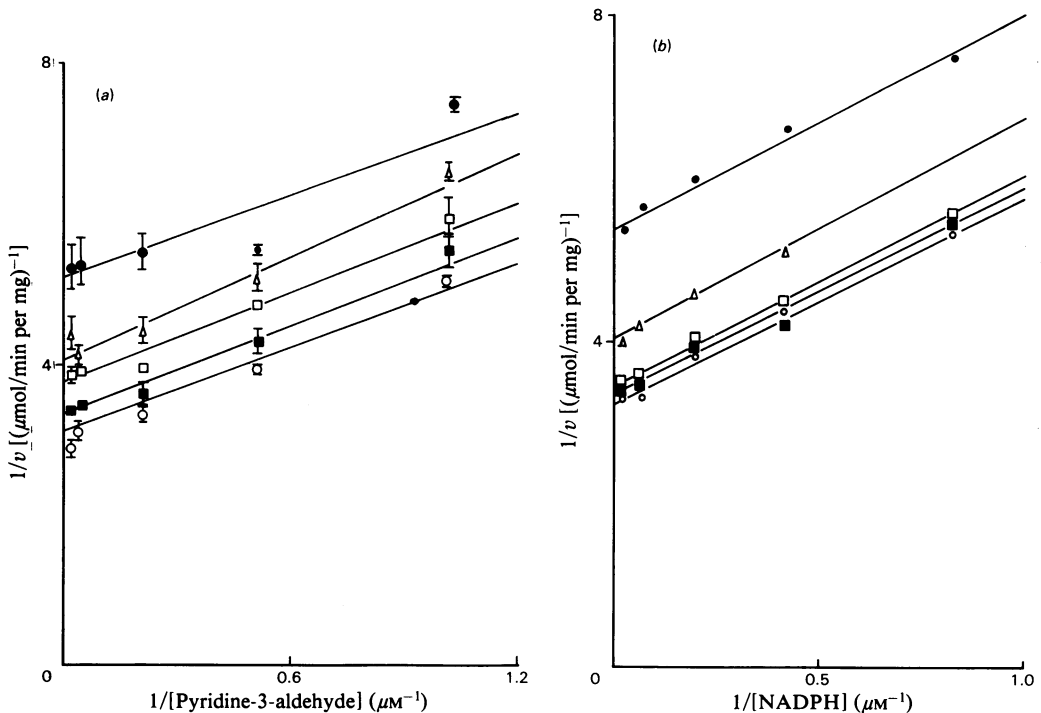 (a)
8
4
0
0.6
1.2
1/v [(μmol/min per mg)⁻¹]
1/[Pyridine-3-aldehyde] (μM⁻¹)
(b)
8
4
0
0.5
1.0
1/v [(μmol/min per mg)⁻¹]
1/[NADPH] (μM⁻¹)